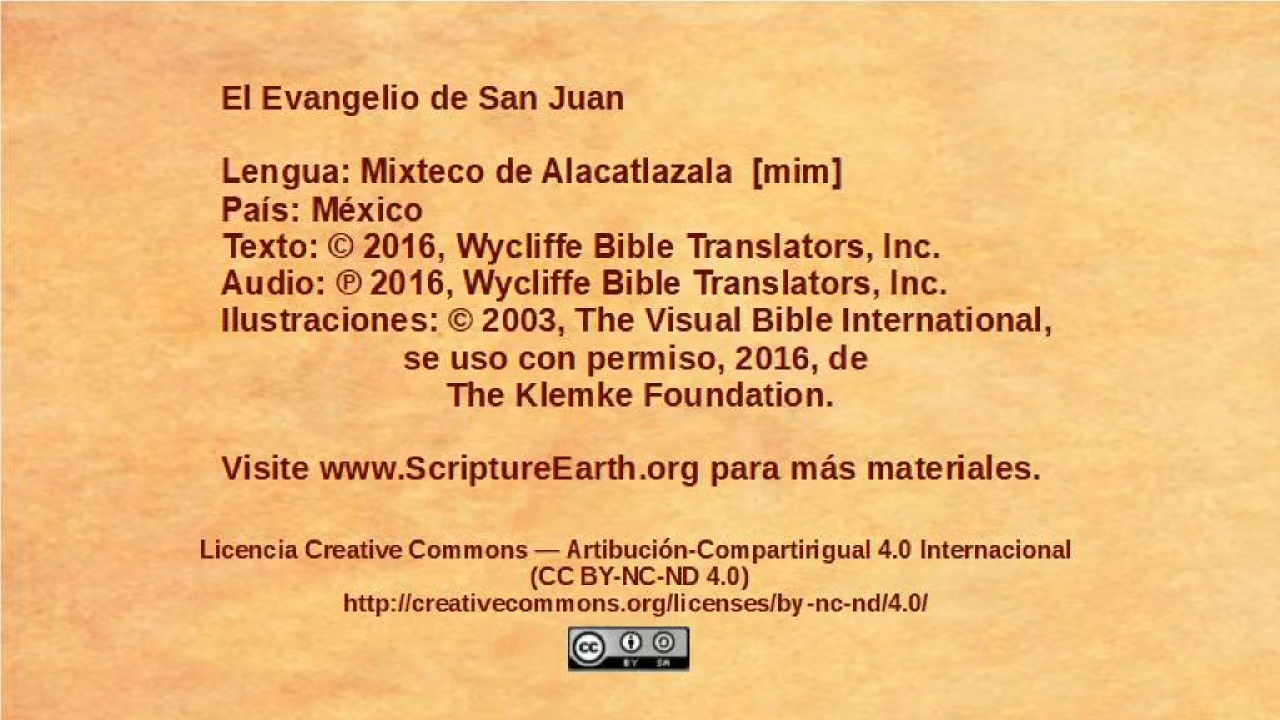 El Evangelio de San Juan
Lengua: Mixteco de Alacatlazala [mim]
País: México
Texto: © 2016, Wycliffe Bible Translators, Inc.
Audio: ℗ 2016, Wycliffe Bible Translators, Inc.
Ilustraciones: © 2003, The Visual Bible International,
se uso con permiso, 2016, de
The Klemke Foundation.
Visite www.ScriptureEarth.org para más materiales.
Licencia Creative Commons — Artibución-Compartirigual 4.0 Internacional
(CC BY-NC-ND 4.0)
http://creativecommons.org/licenses/by-nc-nd/4.0/
cc BY SA